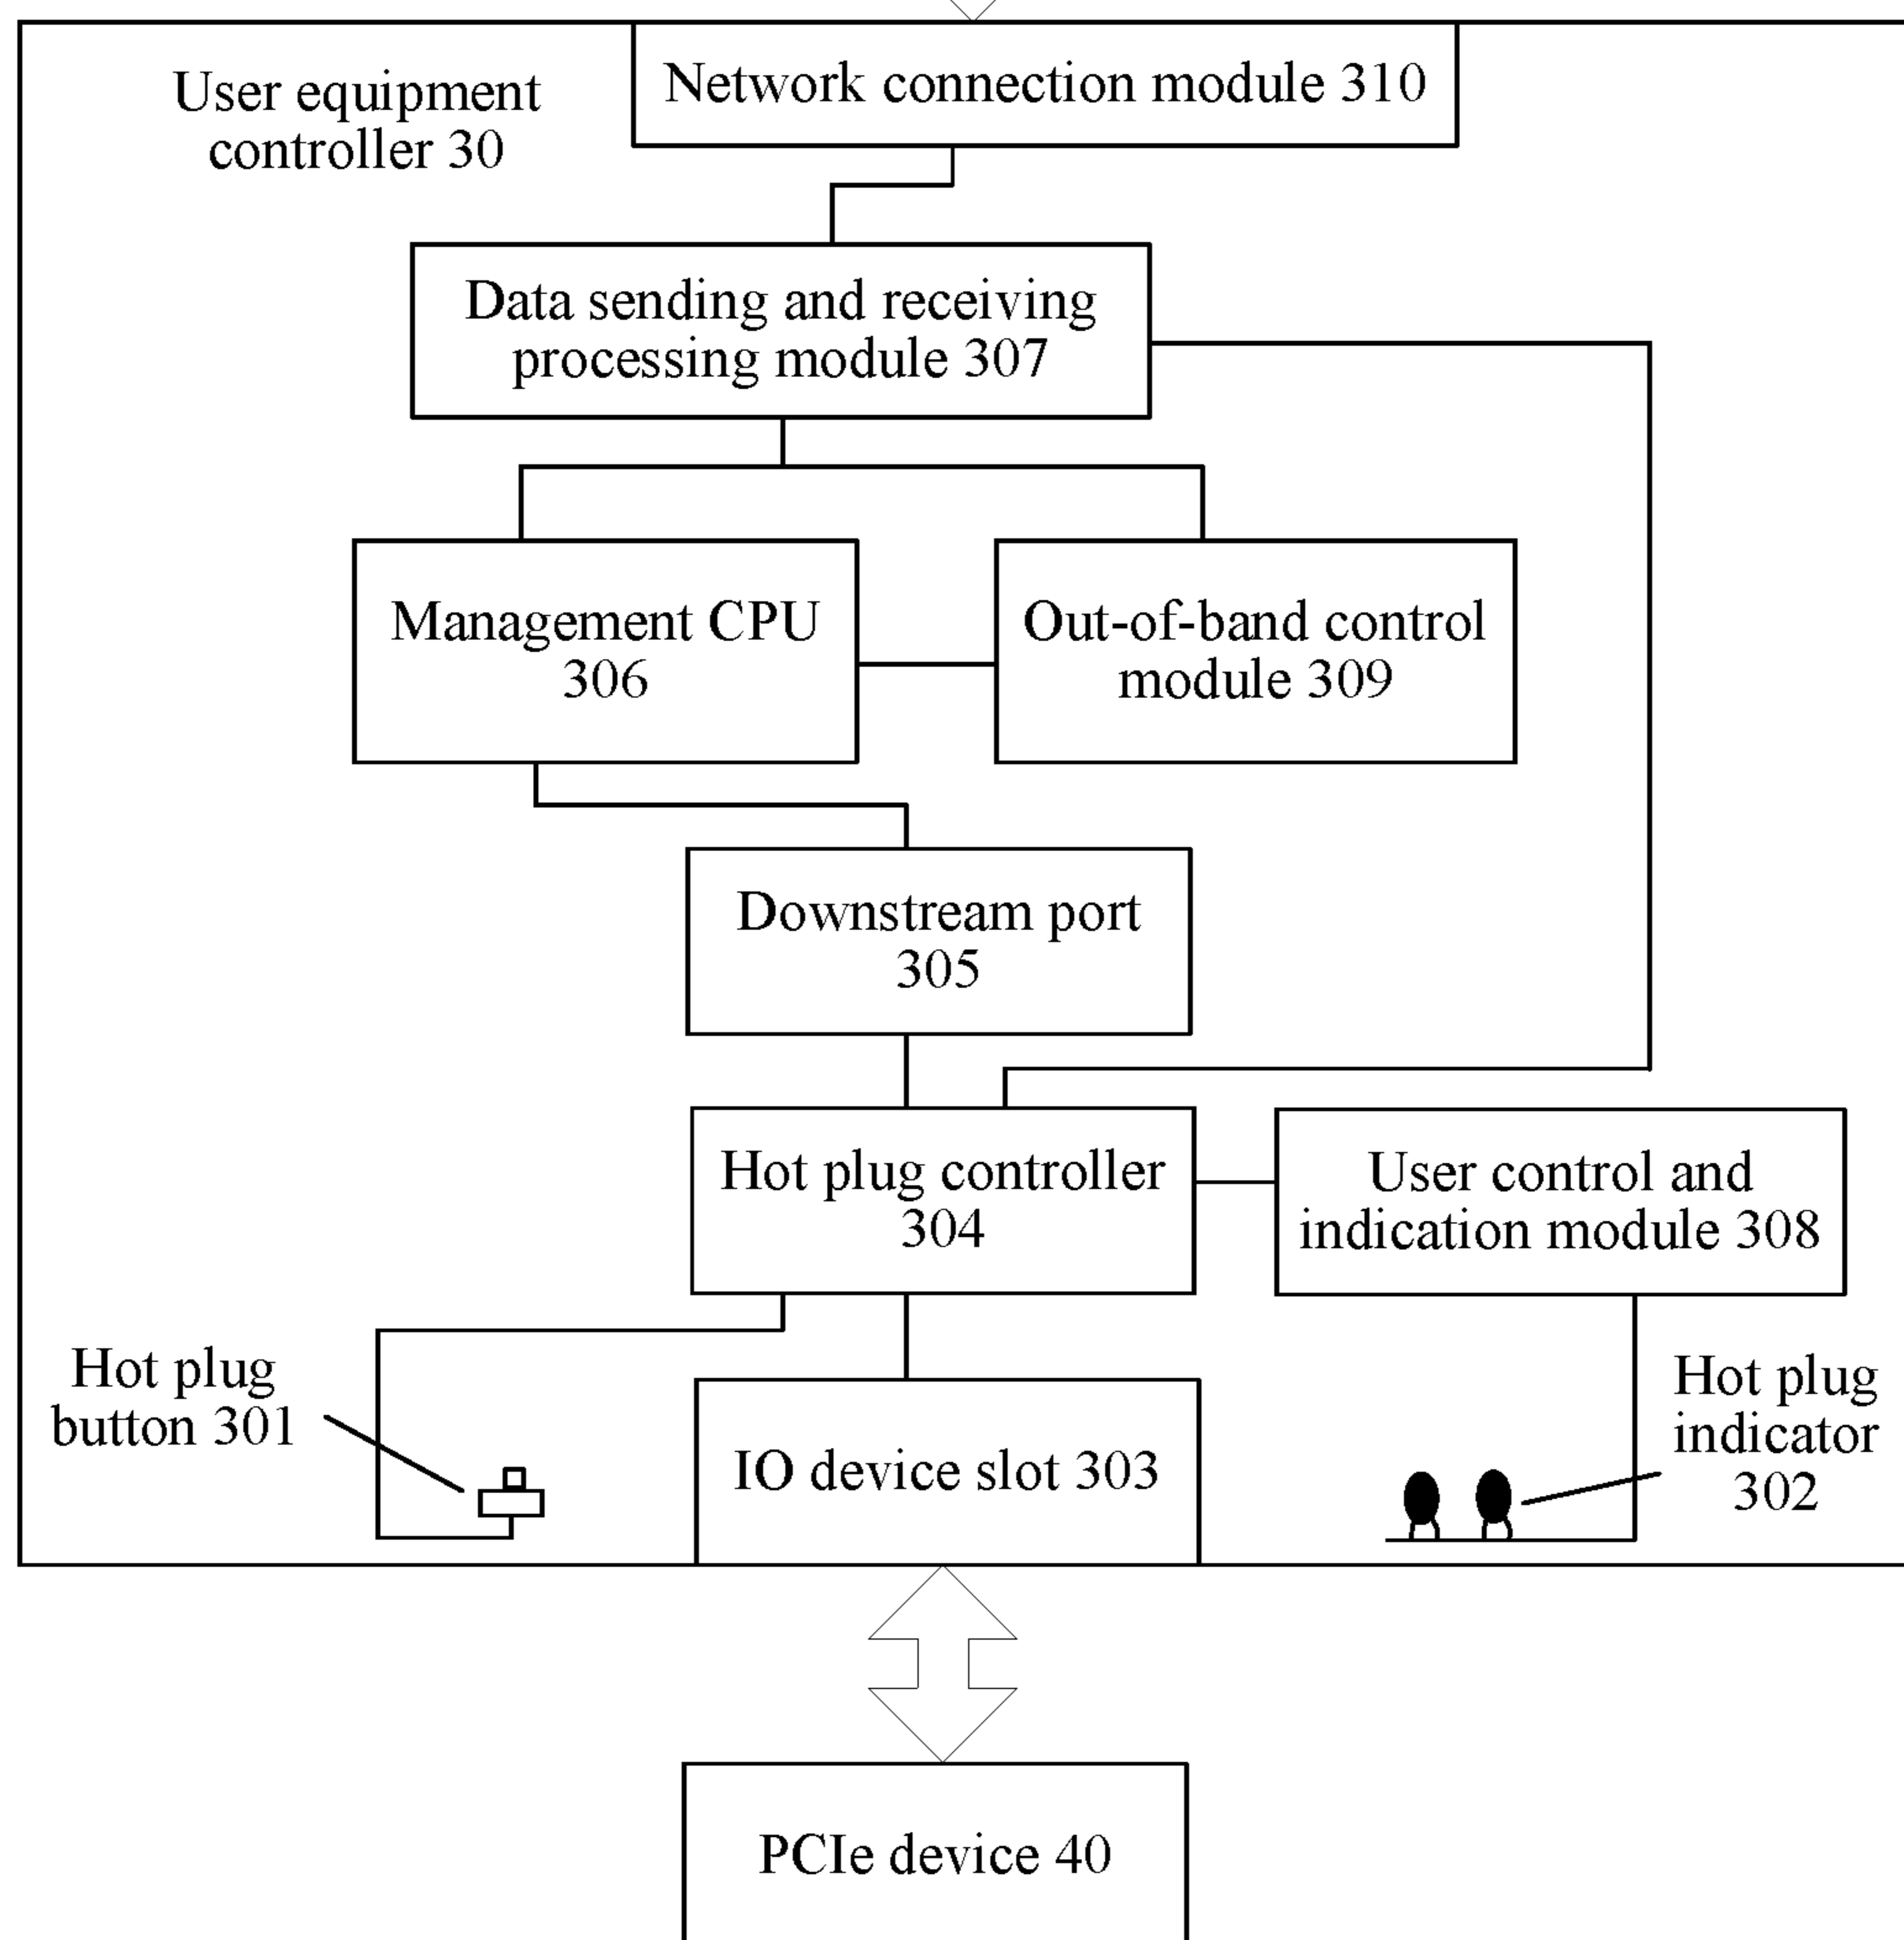 User equipment
controller 30
Network connection module 310
Data sending and receiving
processing module 307
Management CPU
306
Out-of-band control
module 309
Downstream port
305
Hot plug controller
304
User control and
indication module 308
Hot plug
button 301
IO device slot 303
Hot plug
indicator
302
PCIe device 40